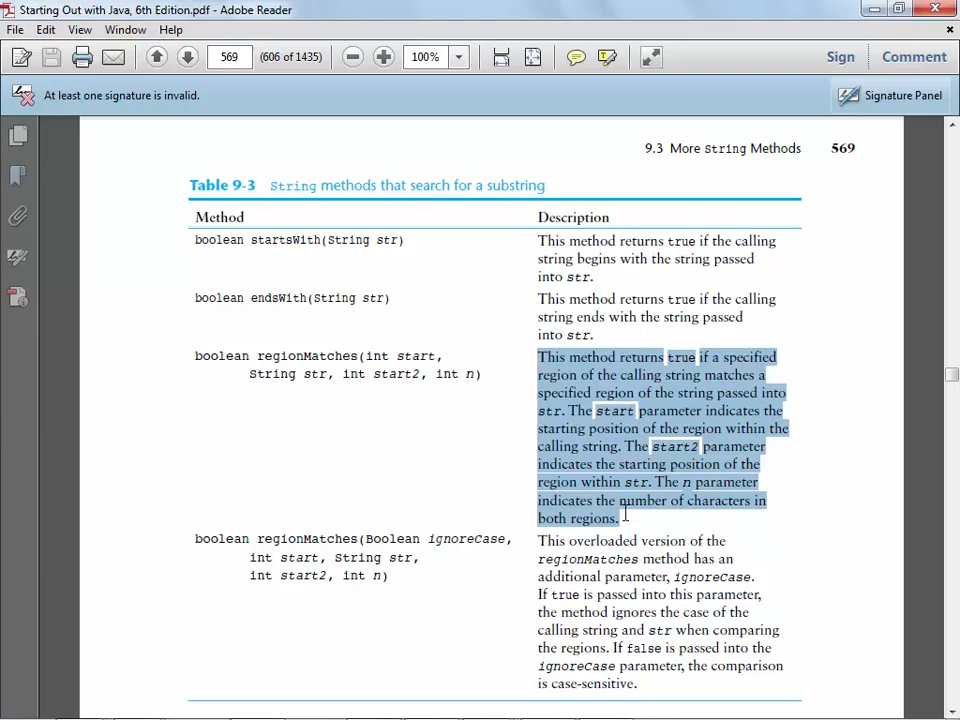 Starting Out with Java, 6th Edition.pdf - Adobe Reader
File Edit View Window Help
569 (606 of 1435) 100% Sign Comment
At least one signature is invalid. Signature Panel
9.3 More String Methods 569
Table 9-3 String methods that search for a substring
Method Description
boolean startsWith(String str) This method returns true if the calling
string begins with the string passed
into str.
boolean endsWith(String str) This method returns true if the calling
string ends with the string passed
into str.
boolean regionMatches(int start, This method returns true if a specified
String str, int start2, int n) region of the calling string matches a
specified region of the string passed into
str. The start parameter indicates the
starting position of the region within the
calling string. The start2 parameter
indicates the starting position of the
region within str. The n parameter
indicates the number of characters in
both regions.
boolean regionMatches(Boolean ignoreCase, This overloaded version of the
int start, String str, regionMatches method has an
int start2, int n) additional parameter, ignoreCase.
If true is passed into this parameter,
the method ignores the case of the
calling string and str when comparing
the regions. If false is passed into the
ignoreCase parameter, the comparison
is case-sensitive.